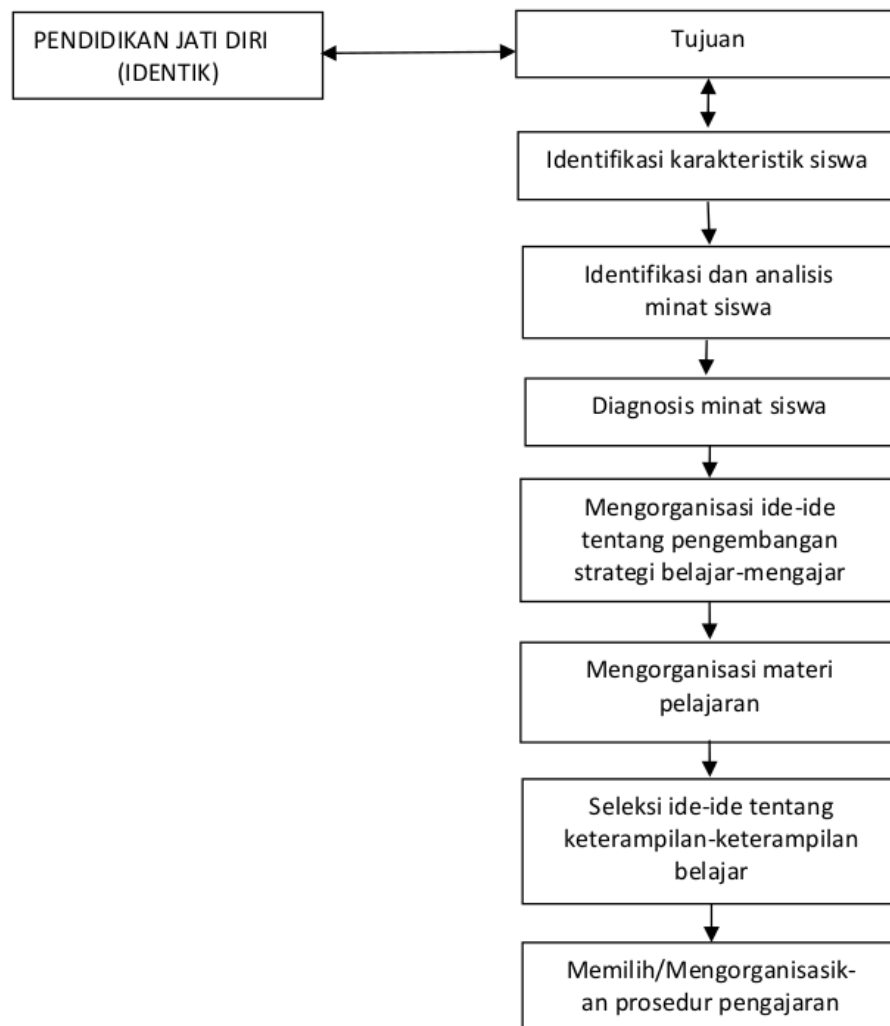 PENDIDIKAN JATI DIRI
(IDENTIK)
Tujuan
Identifikasi karakteristik siswa
Identifikasi dan analisis
minat siswa
Diagnosis minat siswa
Mengorganisasi ide-ide
tentang pengembangan
strategi belajar-mengajar
Mengorganisasi materi
pelajaran
Seleksi ide-ide tentang
keterampilan-keterampilan
belajar
Memilih/Mengorganisasik-
an prosedur pengajaran